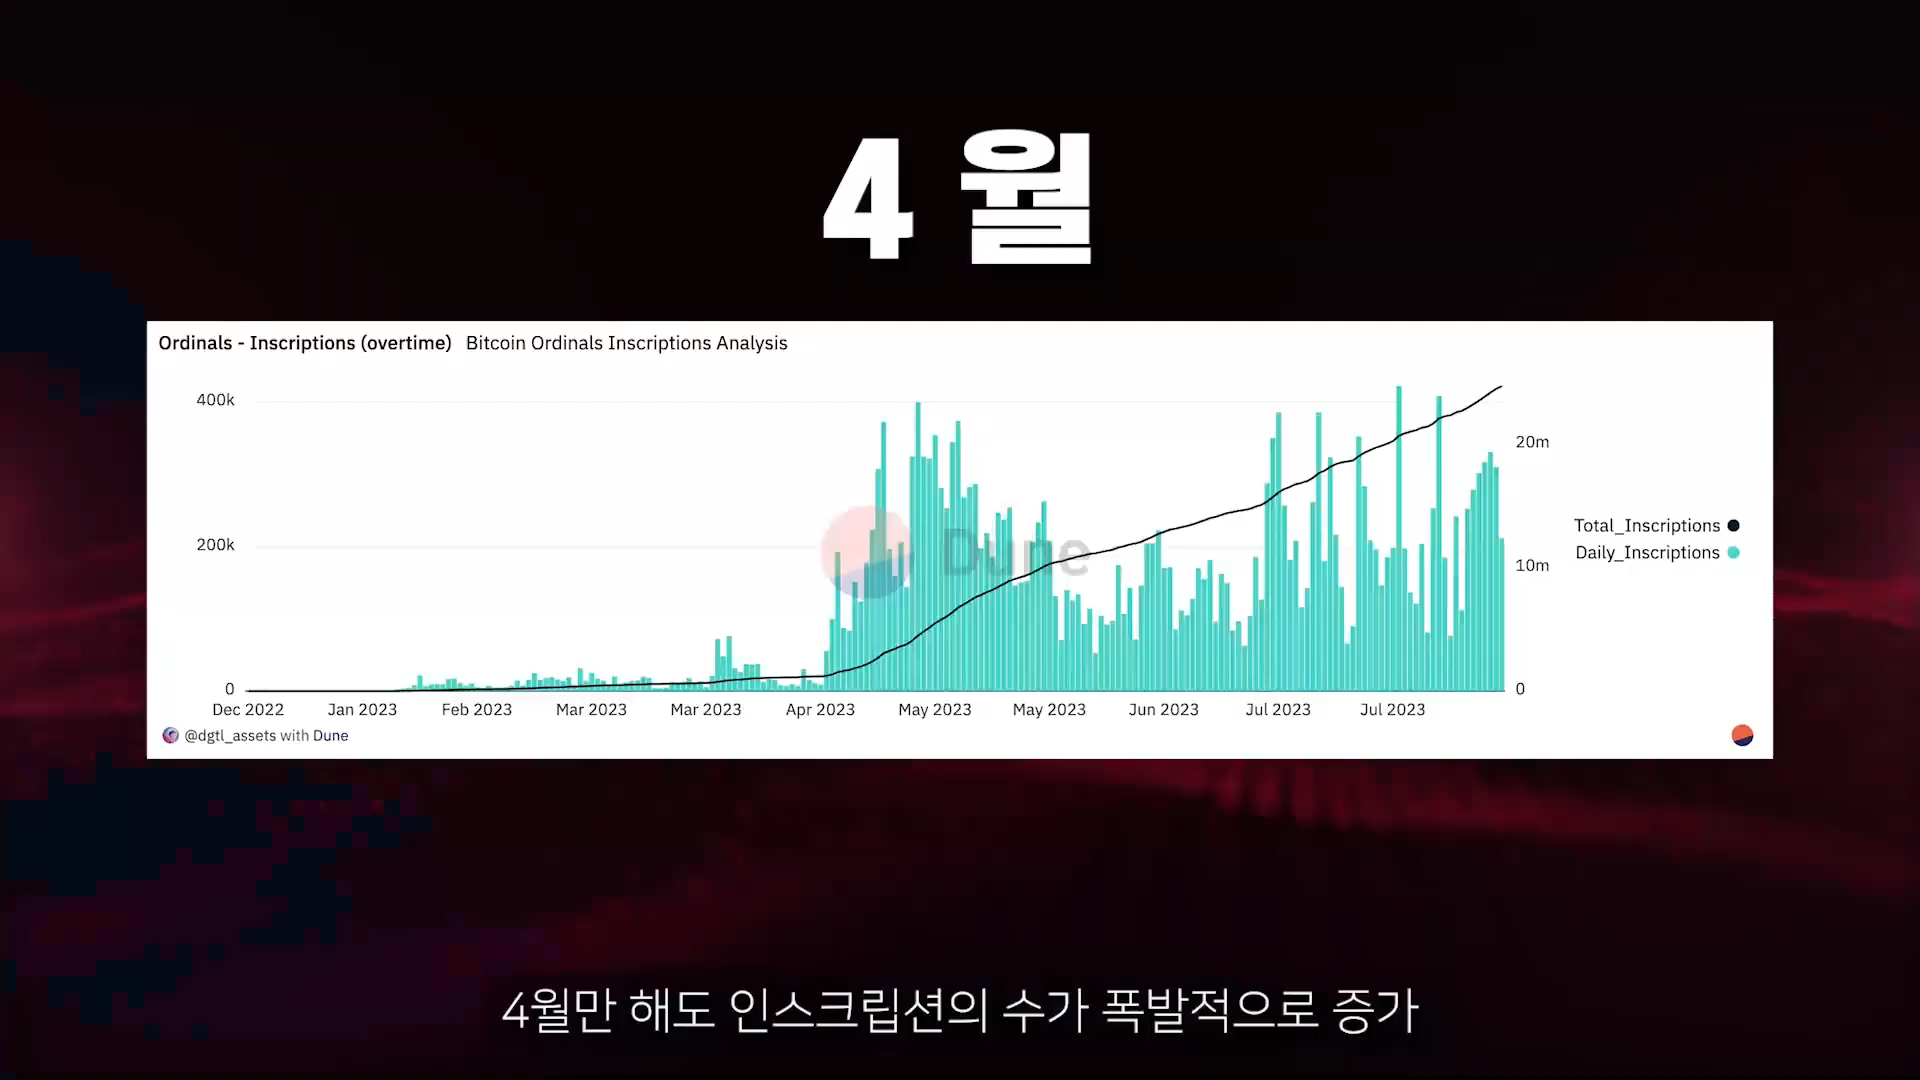 4월
Ordinals - Inscriptions (overtime) Bitcoin Ordinals Inscriptions Analysis
400k
200k
0
20m
10m
0
Total_Inscriptions
Daily_Inscriptions
Dune
Dec 2022 Jan 2023 Feb 2023 Mar 2023 Mar 2023 Apr 2023 May 2023 May 2023 Jun 2023 Jul 2023 Jul 2023
@dgtl_assets with Dune
4월만 해도 인스크립션의 수가 폭발적으로 증가